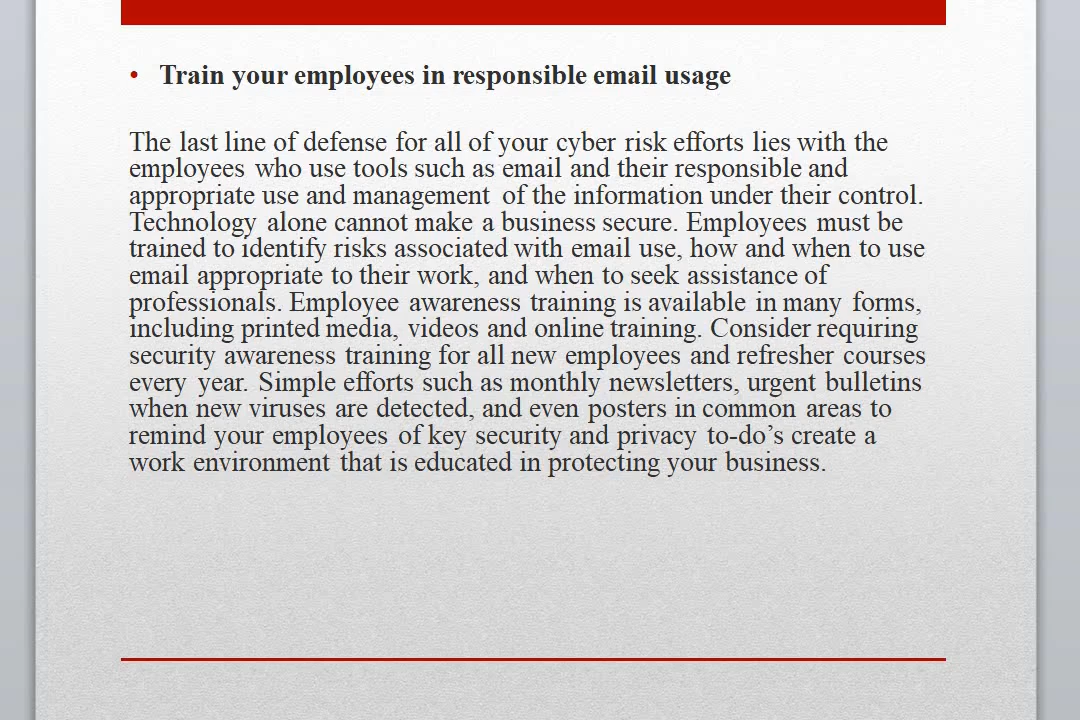 • Train your employees in responsible email usage
The last line of defense for all of your cyber risk efforts lies with the
employees who use tools such as email and their responsible and
appropriate use and management of the information under their control.
Technology alone cannot make a business secure. Employees must be
trained to identify risks associated with email use, how and when to use
email appropriate to their work, and when to seek assistance of
professionals. Employee awareness training is available in many forms,
including printed media, videos and online training. Consider requiring
security awareness training for all new employees and refresher courses
every year. Simple efforts such as monthly newsletters, urgent bulletins
when new viruses are detected, and even posters in common areas to
remind your employees of key security and privacy to-do’s create a
work environment that is educated in protecting your business.